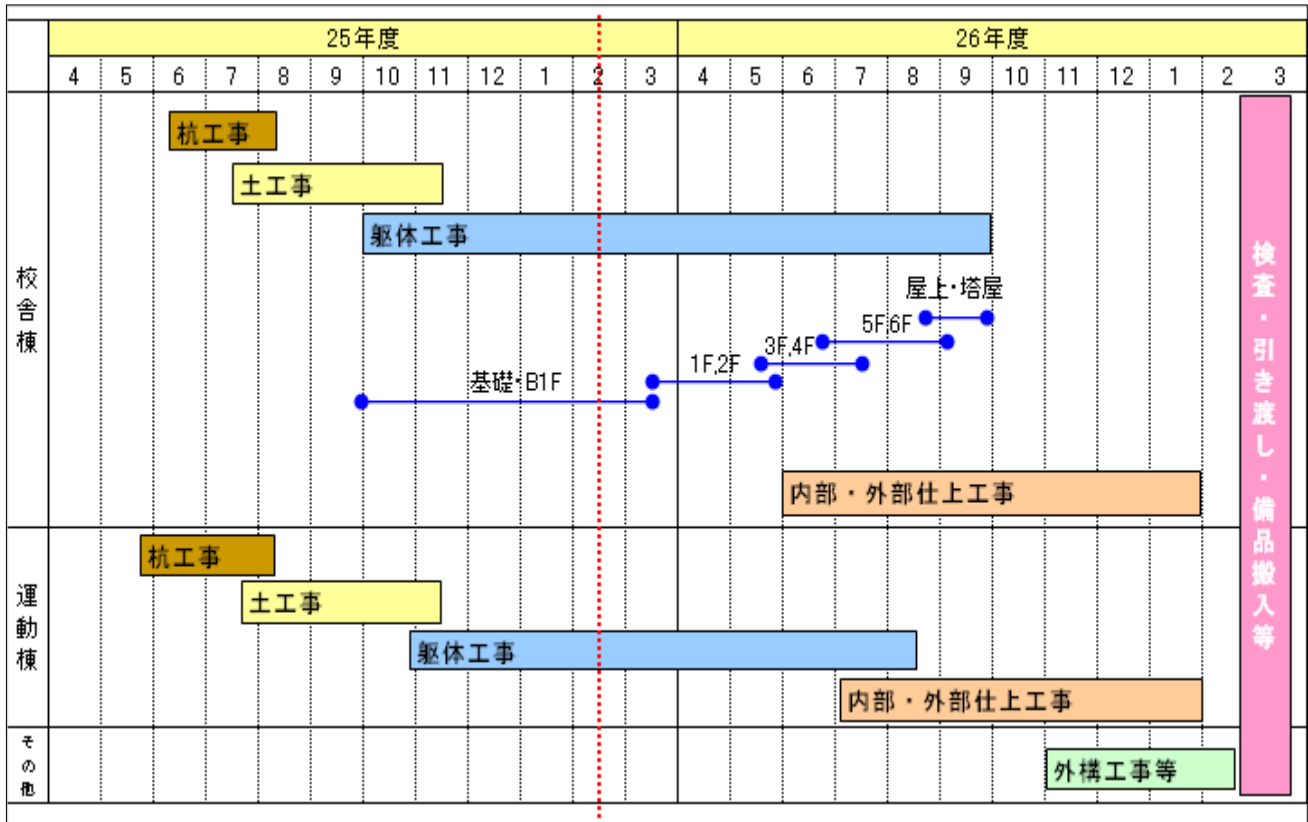 25年度 26年度
4 5 6 7 8 9 10 11 12 1 2 3 4 5 6 7 8 9 10 11 12 1 2 3
校舎棟
杭工事
土工事
躯体工事
屋上・塔屋
5F,6F
3F,4F
1F,2F
基礎・B1F
内部・外部仕上工事
運動棟
杭工事
土工事
躯体工事
内部・外部仕上工事
その他
外構工事等
検査・引き渡し・備品搬入等